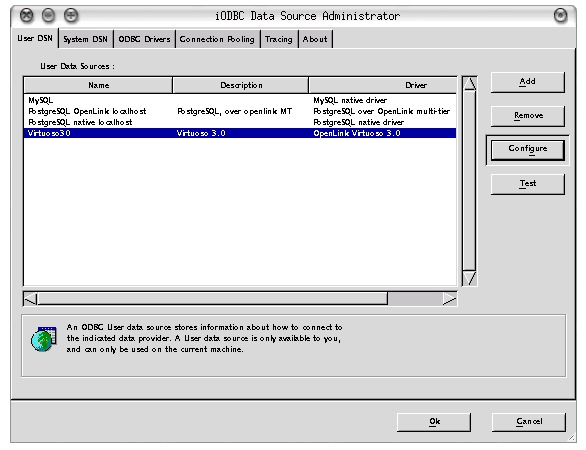 iODBC Data Source Administrator
User DSN System DSN ODBC Drivers Connection Pooling Tracing About
User Data Sources :
Name Description Driver
MySQL MySQL native driver
PostgreSQL OpenLink localhost PostgreSQL, over openlink MT PostgreSQL over OpenLink multi-tier
PostgreSQL native localhost PostgreSQL native driver
Virtuoso30 Virtuoso 3.0 OpenLink Virtuoso 3.0
Add
Remove
Configure
Test
An ODBC User data source stores information about how to connect to
the indicated data provider. A User data source is only available to you,
and can only be used on the current machine.
Ok Cancel